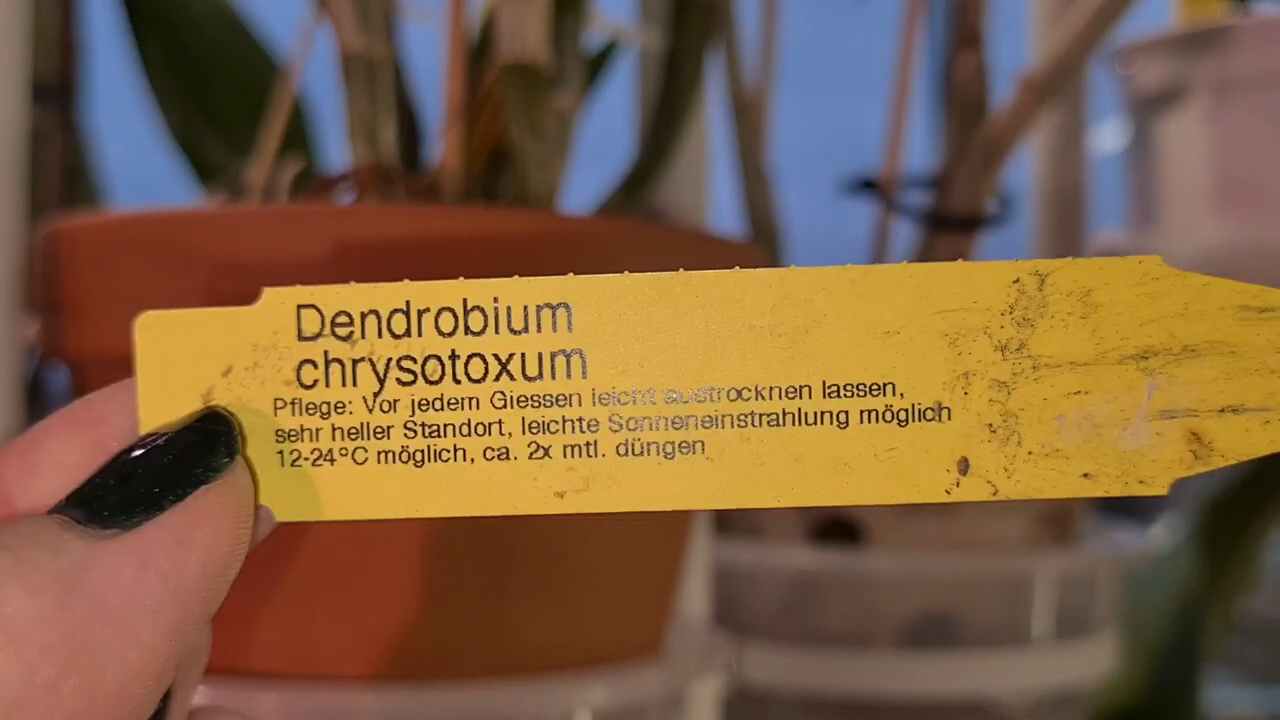 Dendrobium
chrysotoxum
Pflege: Vor jedem Giessen leicht austrocknen lassen,
sehr heller Standort, leichte Sonneneinstrahlung möglich
12-24°C möglich, ca. 2x mtl. düngen